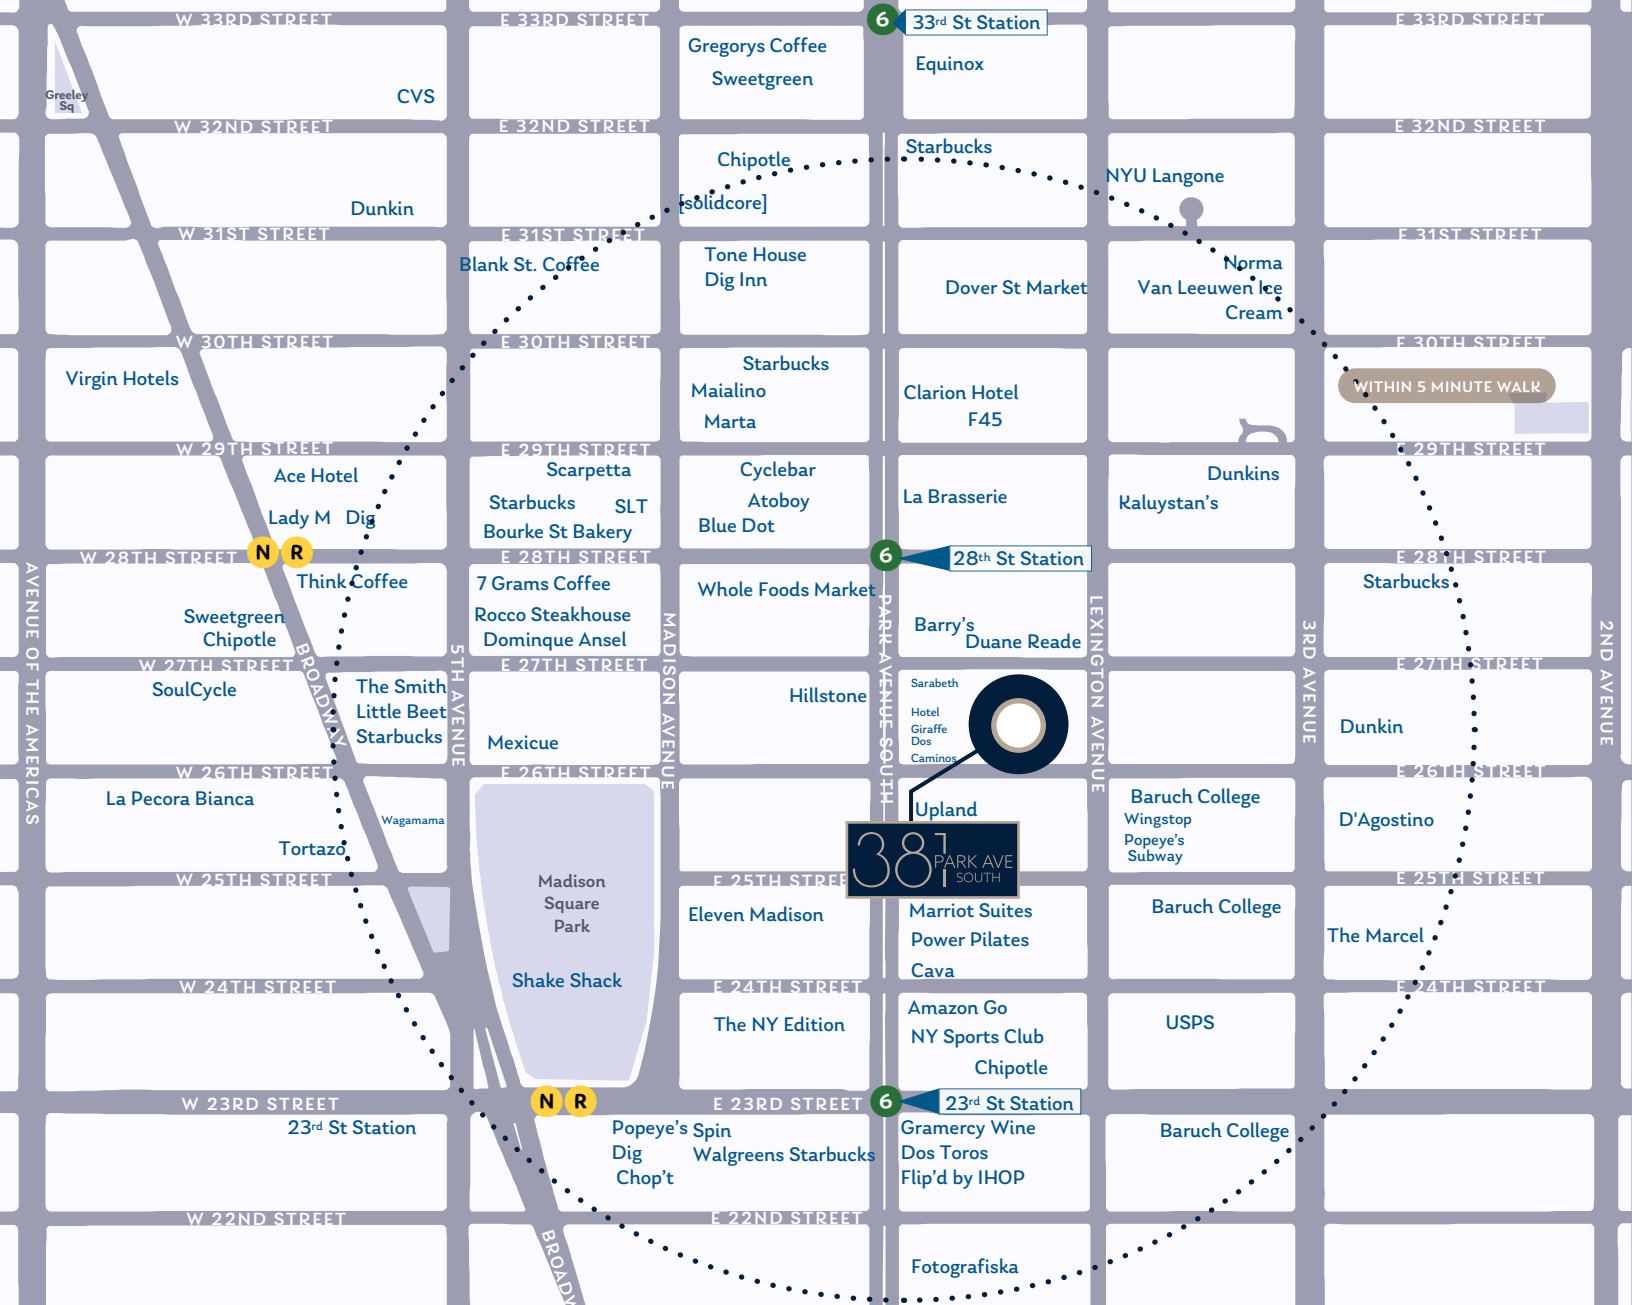 W 33RD STREET
E 33RD STREET
6
33rd St Station
E 33RD STREET
Gregorys Coffee
Sweetgreen
Equinox
Greeley
Sq
CVS
W 32ND STREET
E 32ND STREET
E 32ND STREET
Chipotle
Starbucks
NYU Langone
Dunkin
[solidcore]
W 31ST STREET
E 31ST STREET
E 31ST STREET
Blank St. Coffee
Tone House
Dig Inn
Dover St Market
Norma
Van Leeuwen Ice
Cream
W 30TH STREET
E 30TH STREET
E 30TH STREET
Virgin Hotels
Starbucks
Maialino
Marta
Clarion Hotel
F45
WITHIN 5 MINUTE WALK
W 29TH STREET
E 29TH STREET
E 29TH STREET
Ace Hotel
Lady M
Dig
Scarpetta
Starbucks
SLT
Bourke St Bakery
Cyclebar
Atoboy
Blue Dot
La Brasserie
Dunkins
Kaluystan's
W 28TH STREET
N R
E 28TH STREET
6
28th St Station
E 28TH STREET
Think Coffee
Sweetgreen
Chipotle
7 Grams Coffee
Rocco Steakhouse
Dominque Ansel
Whole Foods Market
Barry's
Duane Reade
Starbucks
AVENUE OF THE AMERICAS
BROADWAY
5TH AVENUE
MADISON AVENUE
PARK AVENUE SOUTH
LEXINGTON AVENUE
3RD AVENUE
2ND AVENUE
W 27TH STREET
E 27TH STREET
E 27TH STREET
SoulCycle
The Smith
Little Beet
Starbucks
Mexicue
Hillstone
Sarabeth
Hotel
Giraffe
Dos
Caminos
Dunkin
W 26TH STREET
E 26TH STREET
E 26TH STREET
La Pecora Bianca
Wagamama
Tortazo
Upland
Baruch College
Wingstop
Popeye's
Subway
D'Agostino
381
PARK AVE
SOUTH
W 25TH STREET
E 25TH STREET
E 25TH STREET
Madison
Square
Park
Shake Shack
Eleven Madison
Marriot Suites
Power Pilates
Cava
Baruch College
The Marcel
W 24TH STREET
E 24TH STREET
E 24TH STREET
The NY Edition
Amazon Go
NY Sports Club
Chipotle
USPS
W 23RD STREET
N R
E 23RD STREET
6
23rd St Station
23rd St Station
Popeye's
Dig
Chop't
Spin
Walgreens Starbucks
Gramercy Wine
Dos Toros
Flip'd by IHOP
Baruch College
W 22ND STREET
E 22ND STREET
BROADW
Fotografiska